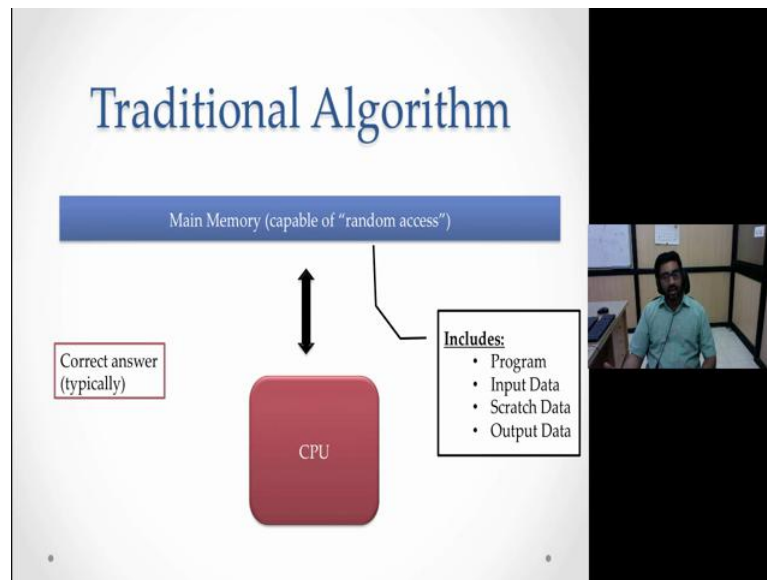 Traditional Algorithm
Main Memory (capable of “random access”)
Correct answer
(typically)
CPU
Includes:
• Program
• Input Data
• Scratch Data
• Output Data